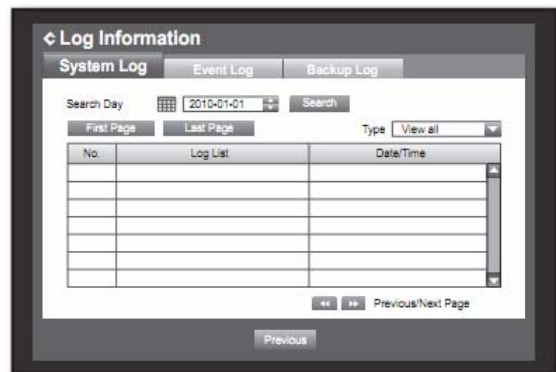 Log Information
System Log Event Log Backup Log
Search Day 2010-01-01 Search
First Page Last Page Type View all
No. Log List Date/Time
Previous/Next Page
Previous